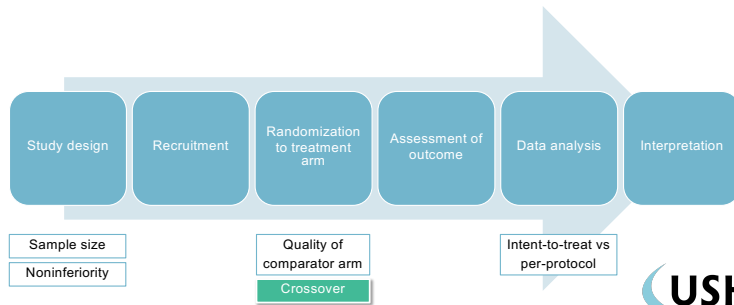 Study design
Recruitment
Randomization
to treatment
arm
Assessment of
outcome
Data analysis
Interpretation
Sample size
Noninferiority
Quality of
comparator arm
Crossover
Intent-to-treat vs
per-protocol